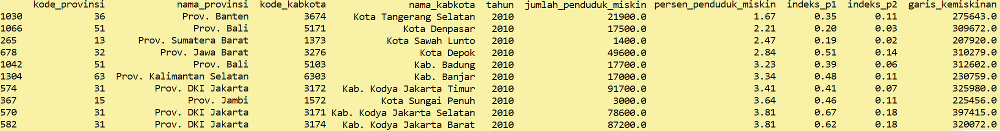 kode_provinsi nama_provinsi kode_kabkota nama_kabkota tahun jumlah_penduduk_miskin persen_penduduk_miskin indeks_p1 indeks_p2 garis_kemiskinan
1030 36 Prov. Banten 3674 Kota Tangerang Selatan 2010 21900.0 1.67 0.35 0.11 275643.0
1066 51 Prov. Bali 5171 Kota Denpasar 2010 17500.0 2.21 0.20 0.03 309672.0
265 13 Prov. Sumatera Barat 1373 Kota Sawah Lunto 2010 1400.0 2.47 0.19 0.02 207920.0
678 32 Prov. Jawa Barat 3276 Kota Depok 2010 49600.0 2.84 0.51 0.14 310279.0
1042 51 Prov. Bali 5103 Kab. Badung 2010 17700.0 3.23 0.39 0.06 312602.0
1304 63 Prov. Kalimantan Selatan 6303 Kab. Banjar 2010 17000.0 3.34 0.48 0.11 230759.0
574 31 Prov. DKI Jakarta 3172 Kab. Kodya Jakarta Timur 2010 91700.0 3.41 0.41 0.07 325980.0
367 15 Prov. Jambi 1572 Kota Sungai Penuh 2010 3000.0 3.64 0.46 0.11 225456.0
570 31 Prov. DKI Jakarta 3171 Kab. Kodya Jakarta Selatan 2010 78600.0 3.81 0.67 0.18 397415.0
582 31 Prov. DKI Jakarta 3174 Kab. Kodya Jakarta Barat 2010 87200.0 3.81 0.62 0.18 320072.0